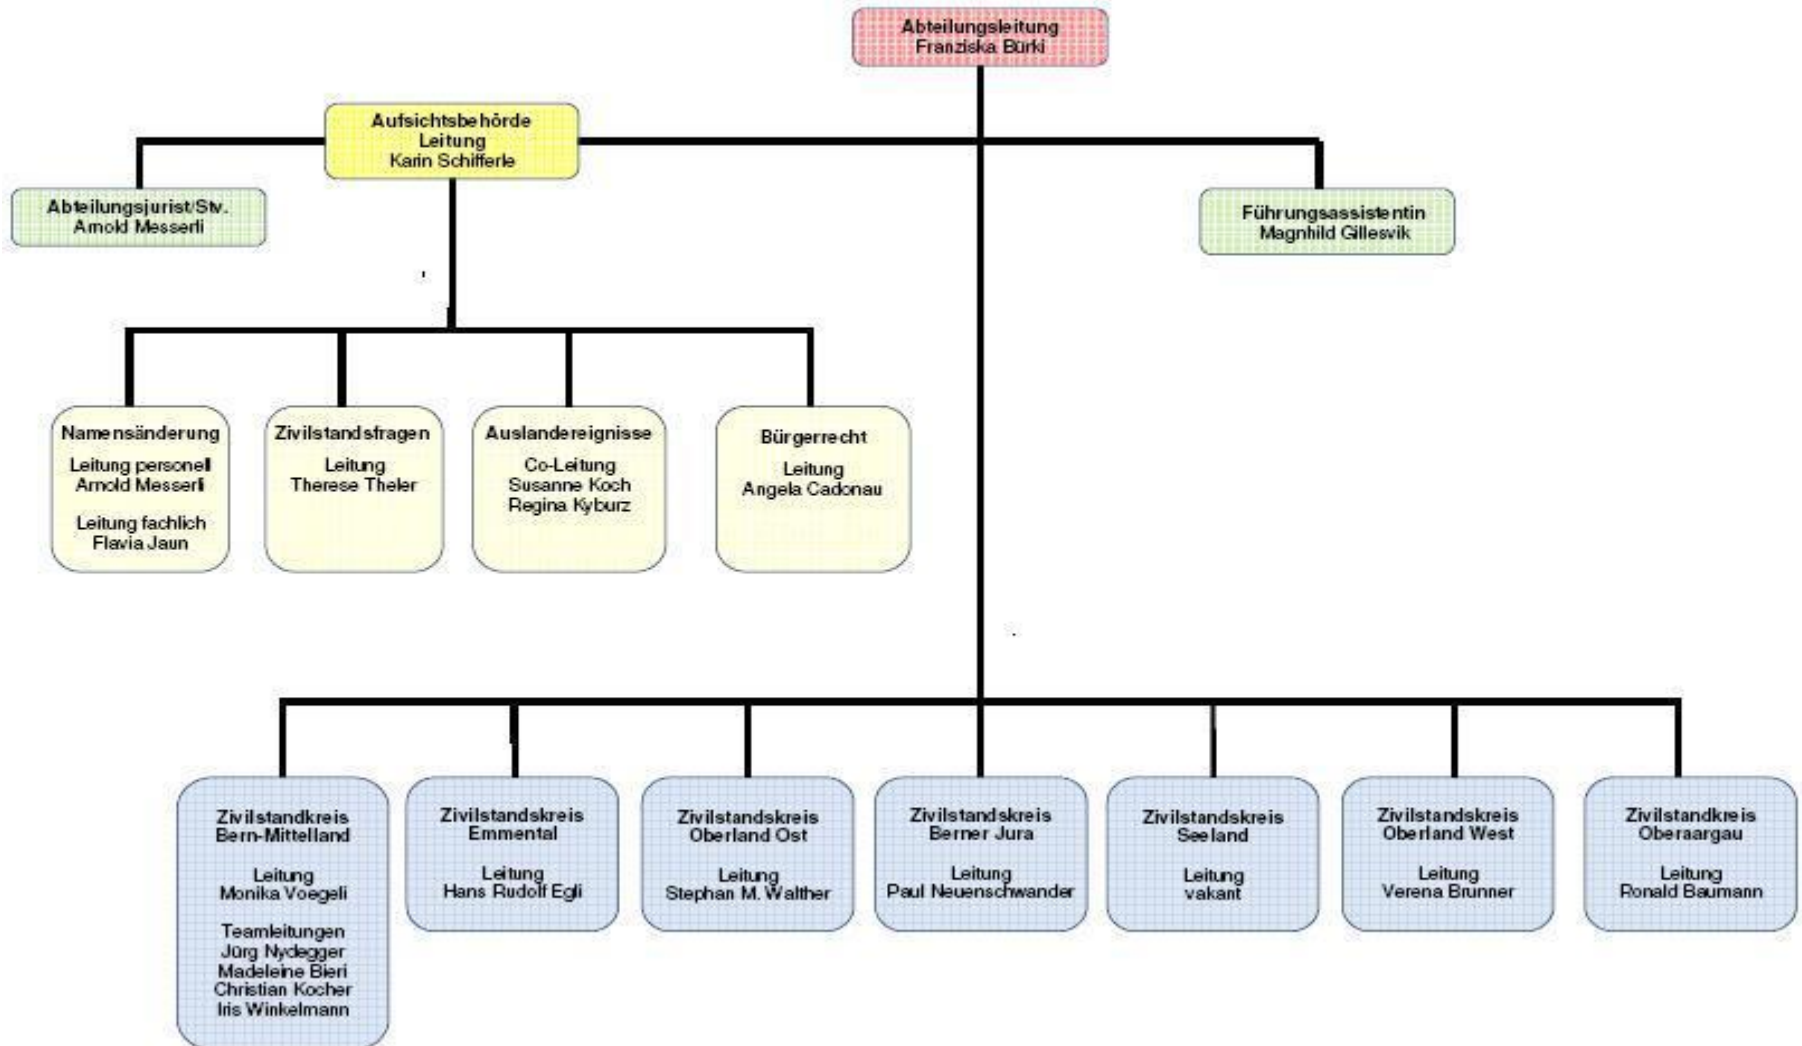 Abteilungsleitung
Franziska Bürki
Aufsichtsbehörde
Leitung
Karin Schifferle
Abteilungsjurist/Stv.
Arnold Messerli
Führungsassistentin
Magnhild Gillesvik
Namensänderung
Leitung personell
Arnold Messerli
Leitung fachlich
Flavia Jaun
Zivilstandsfragen
Leitung
Therese Theler
Auslandereignisse
Co-Leitung
Susanne Koch
Regina Kyburz
Bürgerrecht
Leitung
Angela Cadonau
Zivilstandkreis
Bern-Mittelland
Leitung
Monika Voegeli
Teamleitungen
Jürg Nydegger
Madeleine Bieri
Christian Kocher
Iris Winkelmann
Zivilstandskreis
Emmental
Leitung
Hans Rudolf Egli
Zivilstandskreis
Oberland Ost
Leitung
Stephan M. Walther
Zivilstandskreis
Berner Jura
Leitung
Paul Neuenschwander
Zivilstandskreis
Seeland
Leitung
vakant
Zivilstandskreis
Oberland West
Leitung
Verena Brunner
Zivilstandkreis
Oberaargau
Leitung
Ronald Baumann